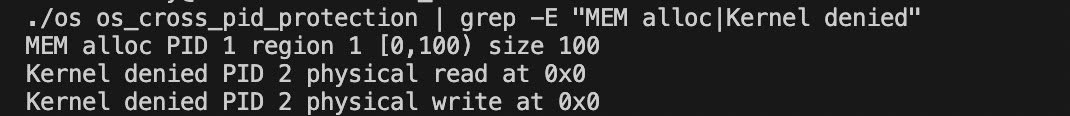 ./os os_cross_pid_protection | grep -E "MEM alloc|Kernel denied"
MEM alloc PID 1 region 1 [0,100) size 100
Kernel denied PID 2 physical read at 0x0
Kernel denied PID 2 physical write at 0x0